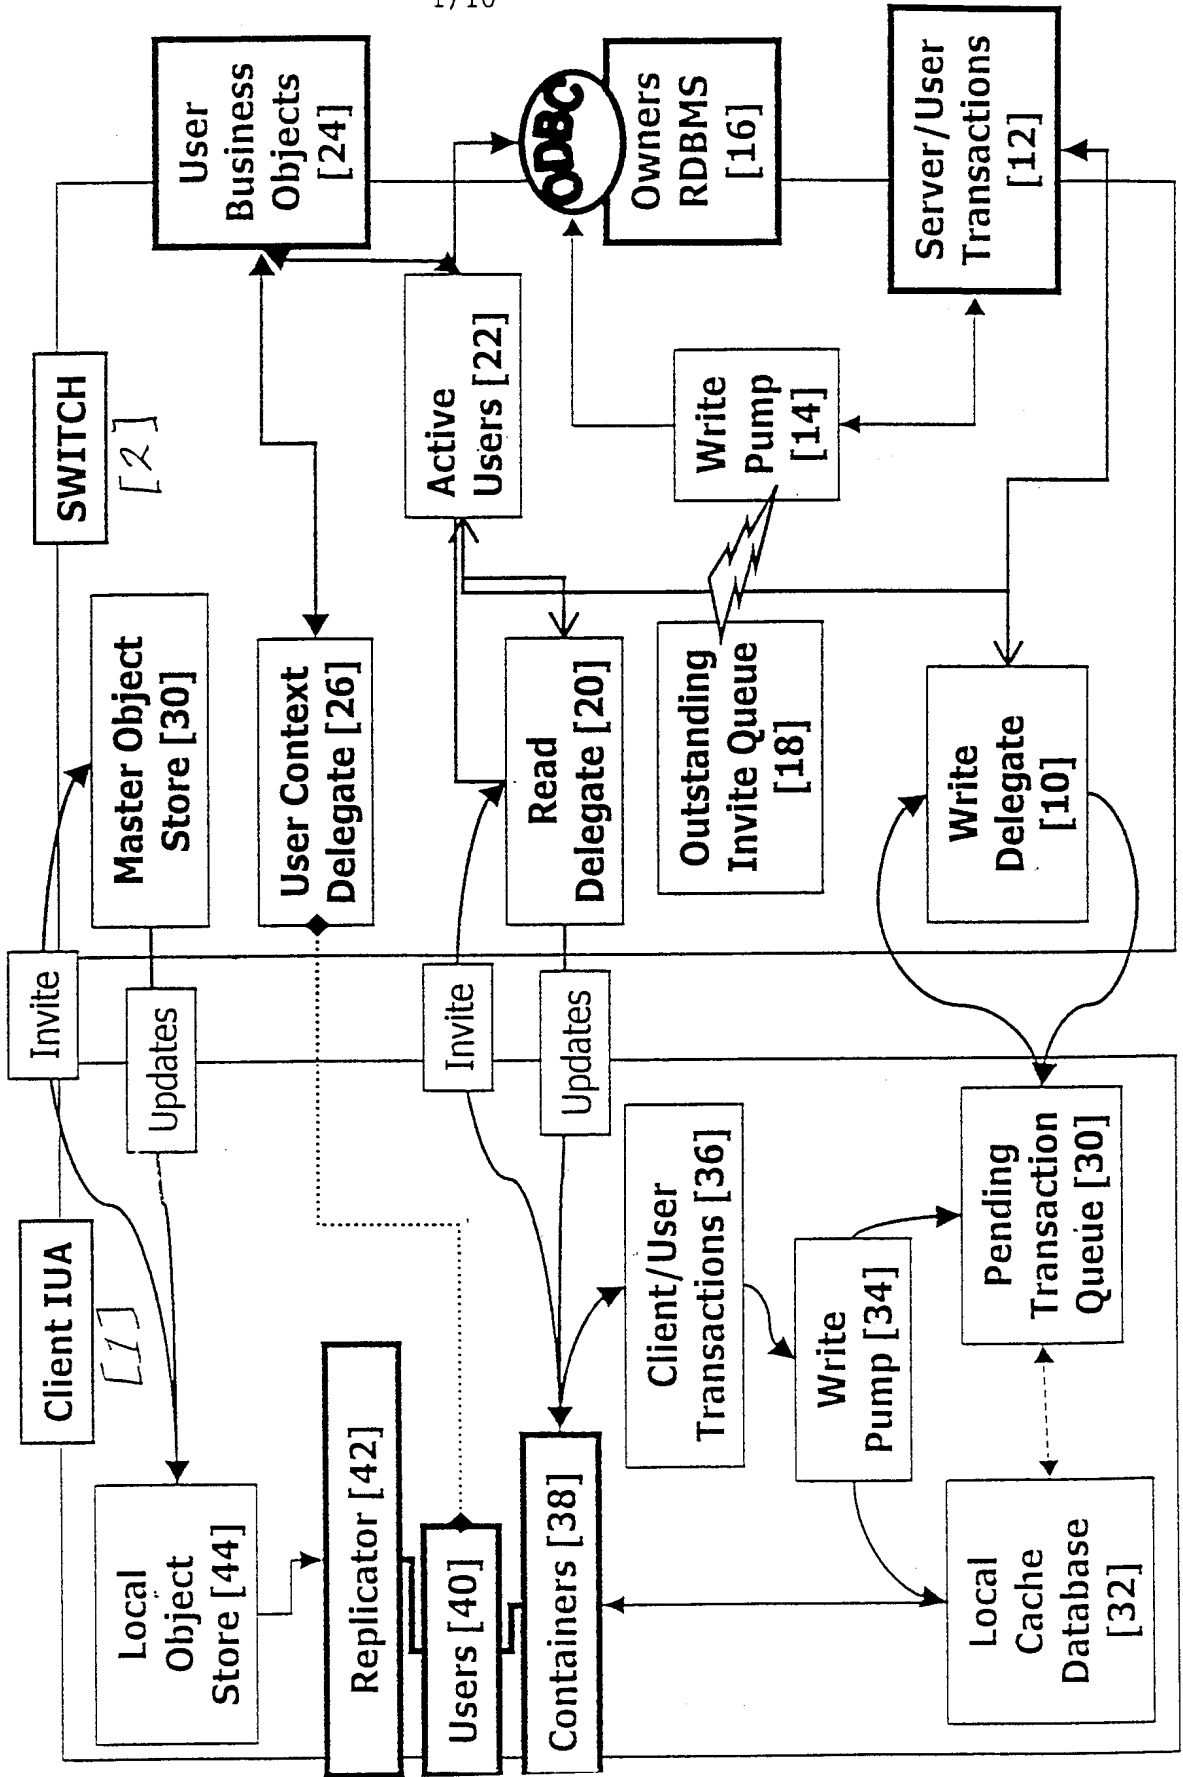 1/10
Client IUA
[1]
SWITCH
[2]
Invite
Updates
Local
Object
Store [44]
Master Object
Store [30]
User
Business
Objects
[24]
Replicator [42]
User Context
Delegate [26]
Users [40]
Active
Users [22]
Invite
Containers [38]
Updates
Read
Delegate [20]
ODBC
Owners
RDBMS
[16]
Client/User
Transactions [36]
Outstanding
Invite Queue
[18]
Write
Pump
[14]
Write
Pump [34]
Server/User
Transactions
[12]
Local
Cache
Database
[32]
Pending
Transaction
Queue [30]
Write
Delegate
[10]